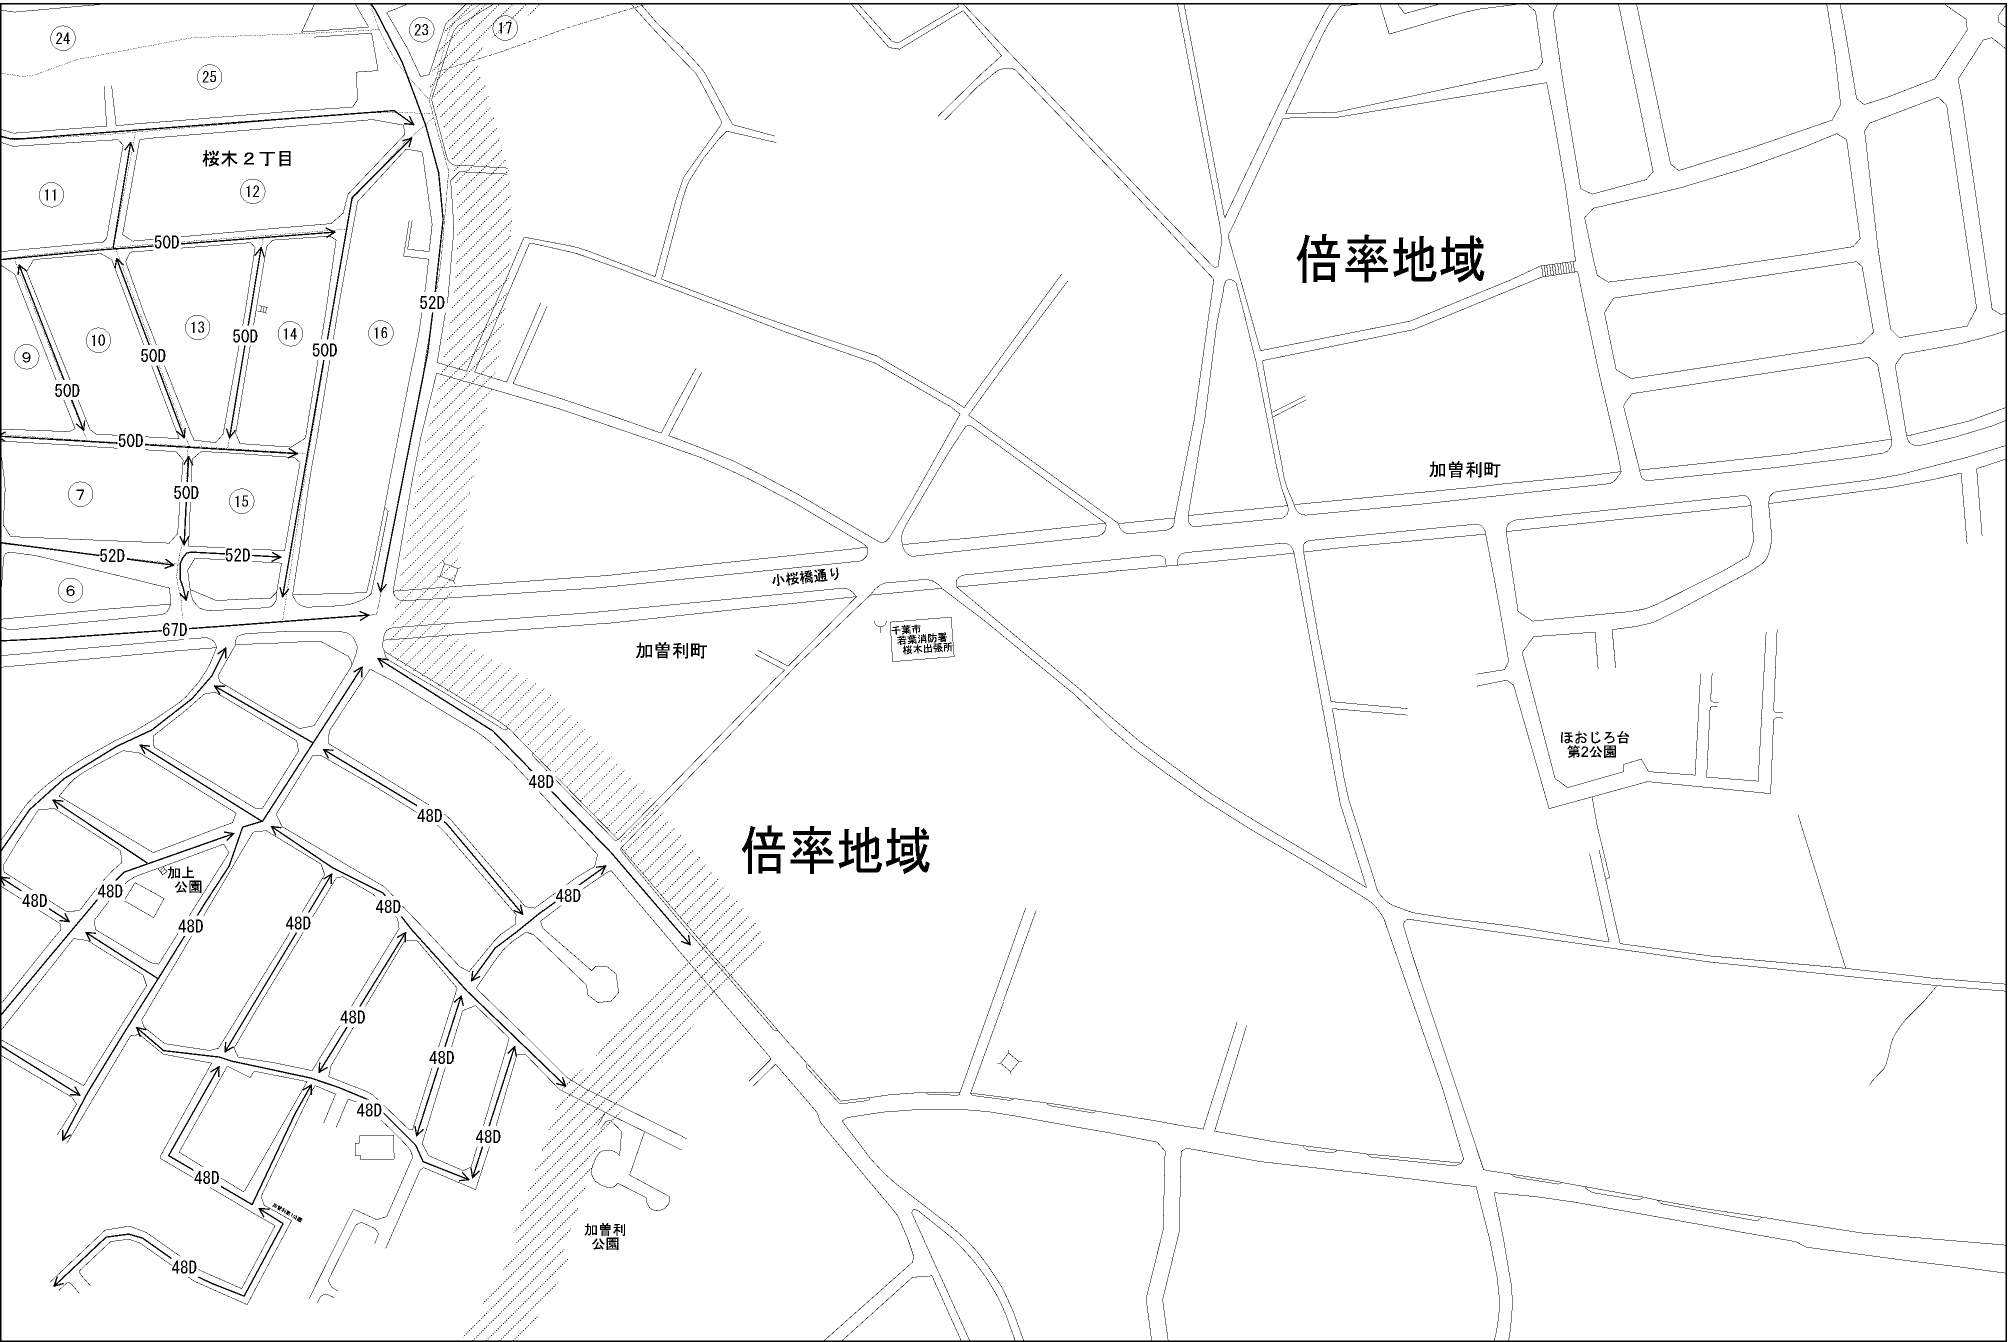 24
23
17
25
桜木２丁目
11
12
50D
倍率地域
52D
16
13
14
10
50D
50D
50D
9
50D
50D
加曽利町
7
50D
15
52D
52D
小桜橋通り
6
67D
千葉市
若葉消防署
桜木出張所
加曽利町
ほおじろ台
第2公園
48D
48D
倍率地域
加上
公園
48D
48D
48D
48D
48D
48D
48D
48D
48D
48D
48D
48D
加曽利
公園
48D